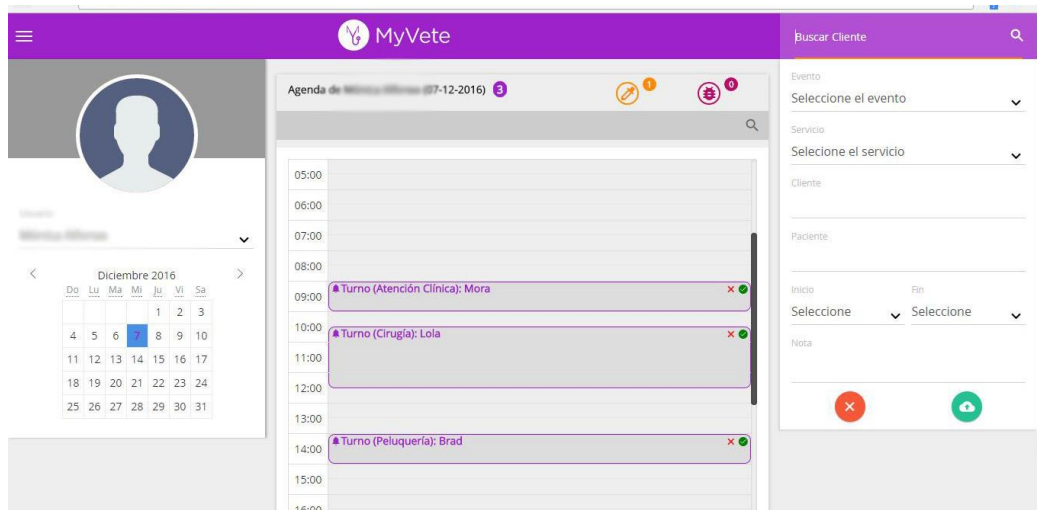 MyVete
Buscar Cliente
Agenda de (07-12-2016) 3
1
0
Diciembre 2016
Do Lu Ma Mi Ju Vi Sa
1 2 3
4 5 6 7 8 9 10
11 12 13 14 15 16 17
18 19 20 21 22 23 24
25 26 27 28 29 30 31
05:00
06:00
07:00
08:00
09:00
Turno (Atención Clínica): Mora
10:00
Turno (Cirugía): Lola
11:00
12:00
13:00
14:00
Turno (Peluquería): Brad
15:00
16:00
Evento
Seleccione el evento
Servicio
Selecione el servicio
Cliente
Paciente
Inicio Fin
Seleccione Seleccione
Nota